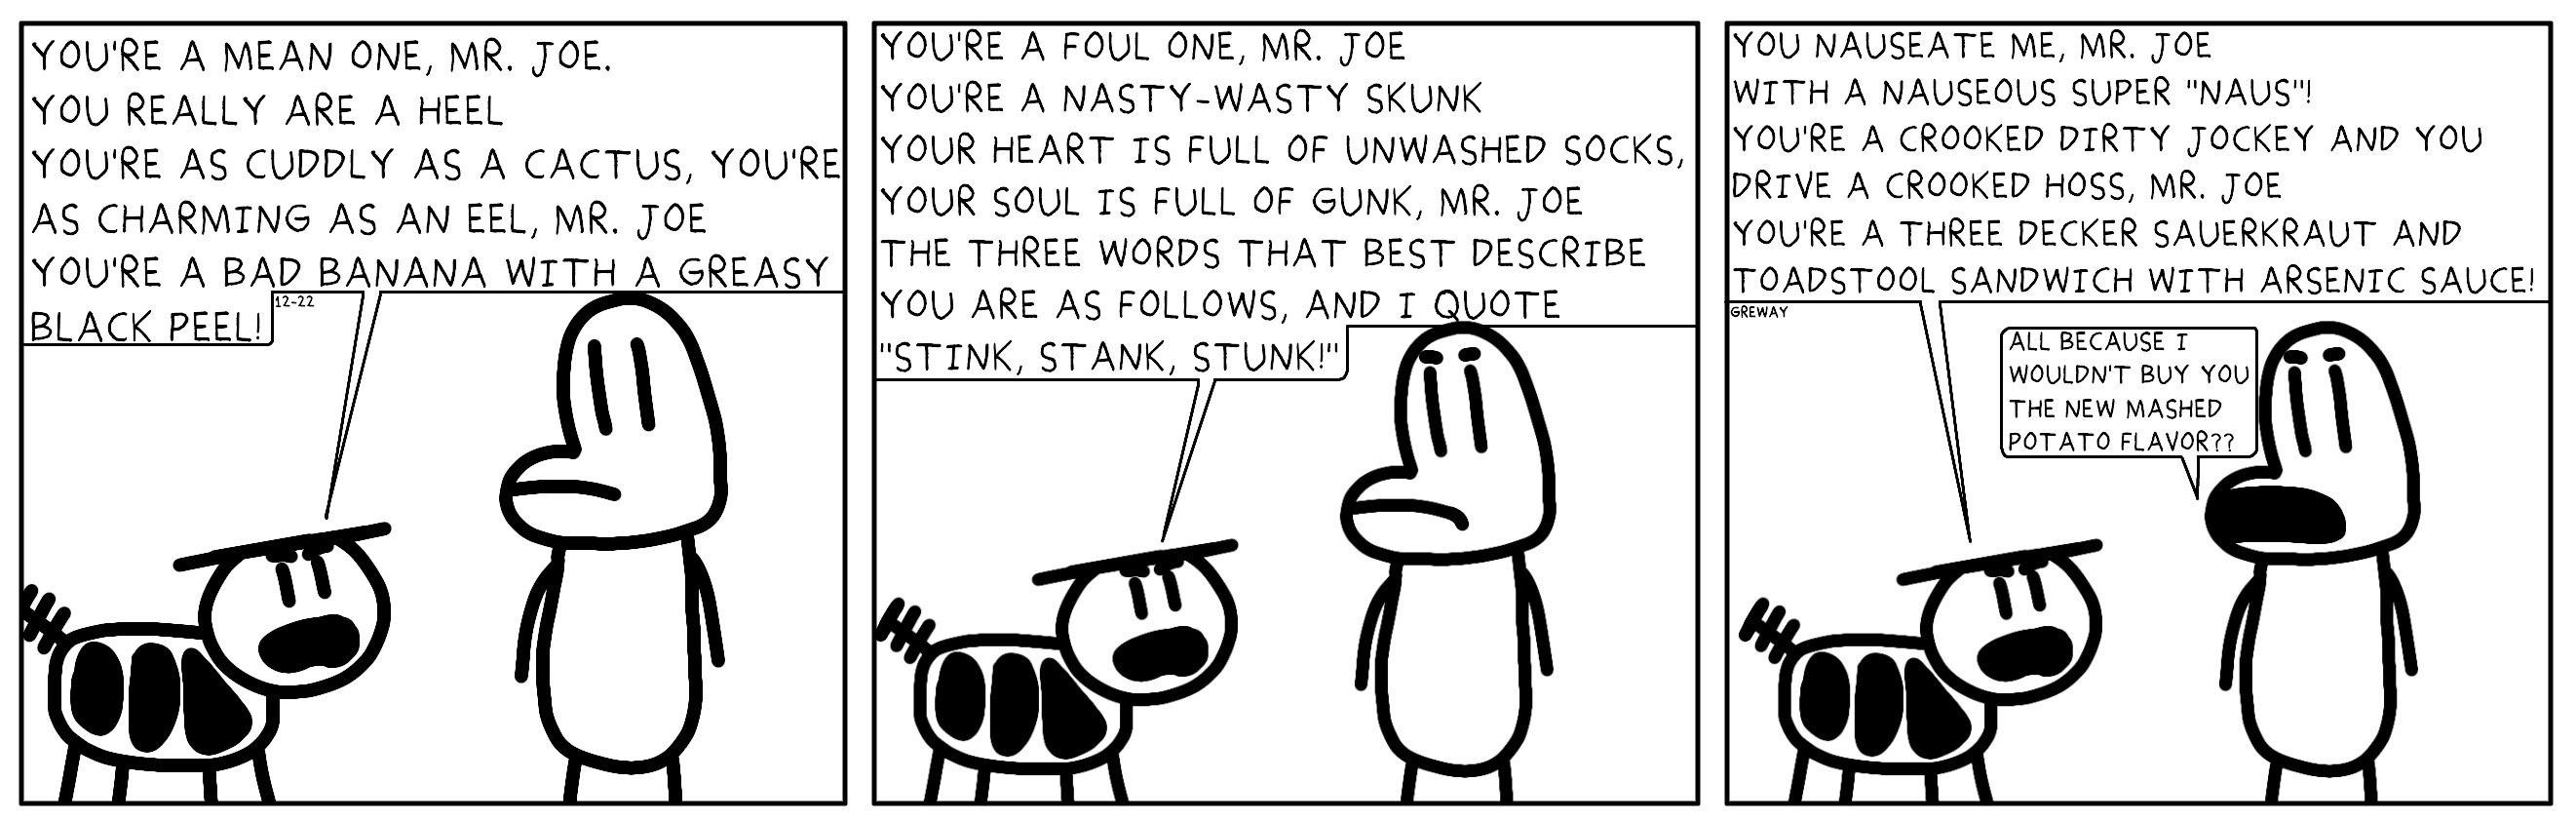 YOU'RE A MEAN ONE, MR. JOE.
YOU REALLY ARE A HEEL
YOU'RE AS CUDDLY AS A CACTUS, YOU'RE
AS CHARMING AS AN EEL, MR. JOE
YOU'RE A BAD BANANA WITH A GREASY
BLACK PEEL!
12-22
YOU'RE A FOUL ONE, MR. JOE
YOU'RE A NASTY-WASTY SKUNK
YOUR HEART IS FULL OF UNWASHED SOCKS,
YOUR SOUL IS FULL OF GUNK, MR. JOE
THE THREE WORDS THAT BEST DESCRIBE
YOU ARE AS FOLLOWS, AND I QUOTE
"STINK, STANK, STUNK!"
YOU NAUSEATE ME, MR. JOE
WITH A NAUSEOUS SUPER "NAUS"!
YOU'RE A CROOKED DIRTY JOCKEY AND YOU
DRIVE A CROOKED HOSS, MR. JOE
YOU'RE A THREE DECKER SAUERKRAUT AND
TOADSTOOL SANDWICH WITH ARSENIC SAUCE!
GREWAY
ALL BECAUSE I
WOULDN'T BUY YOU
THE NEW MASHED
POTATO FLAVOR??